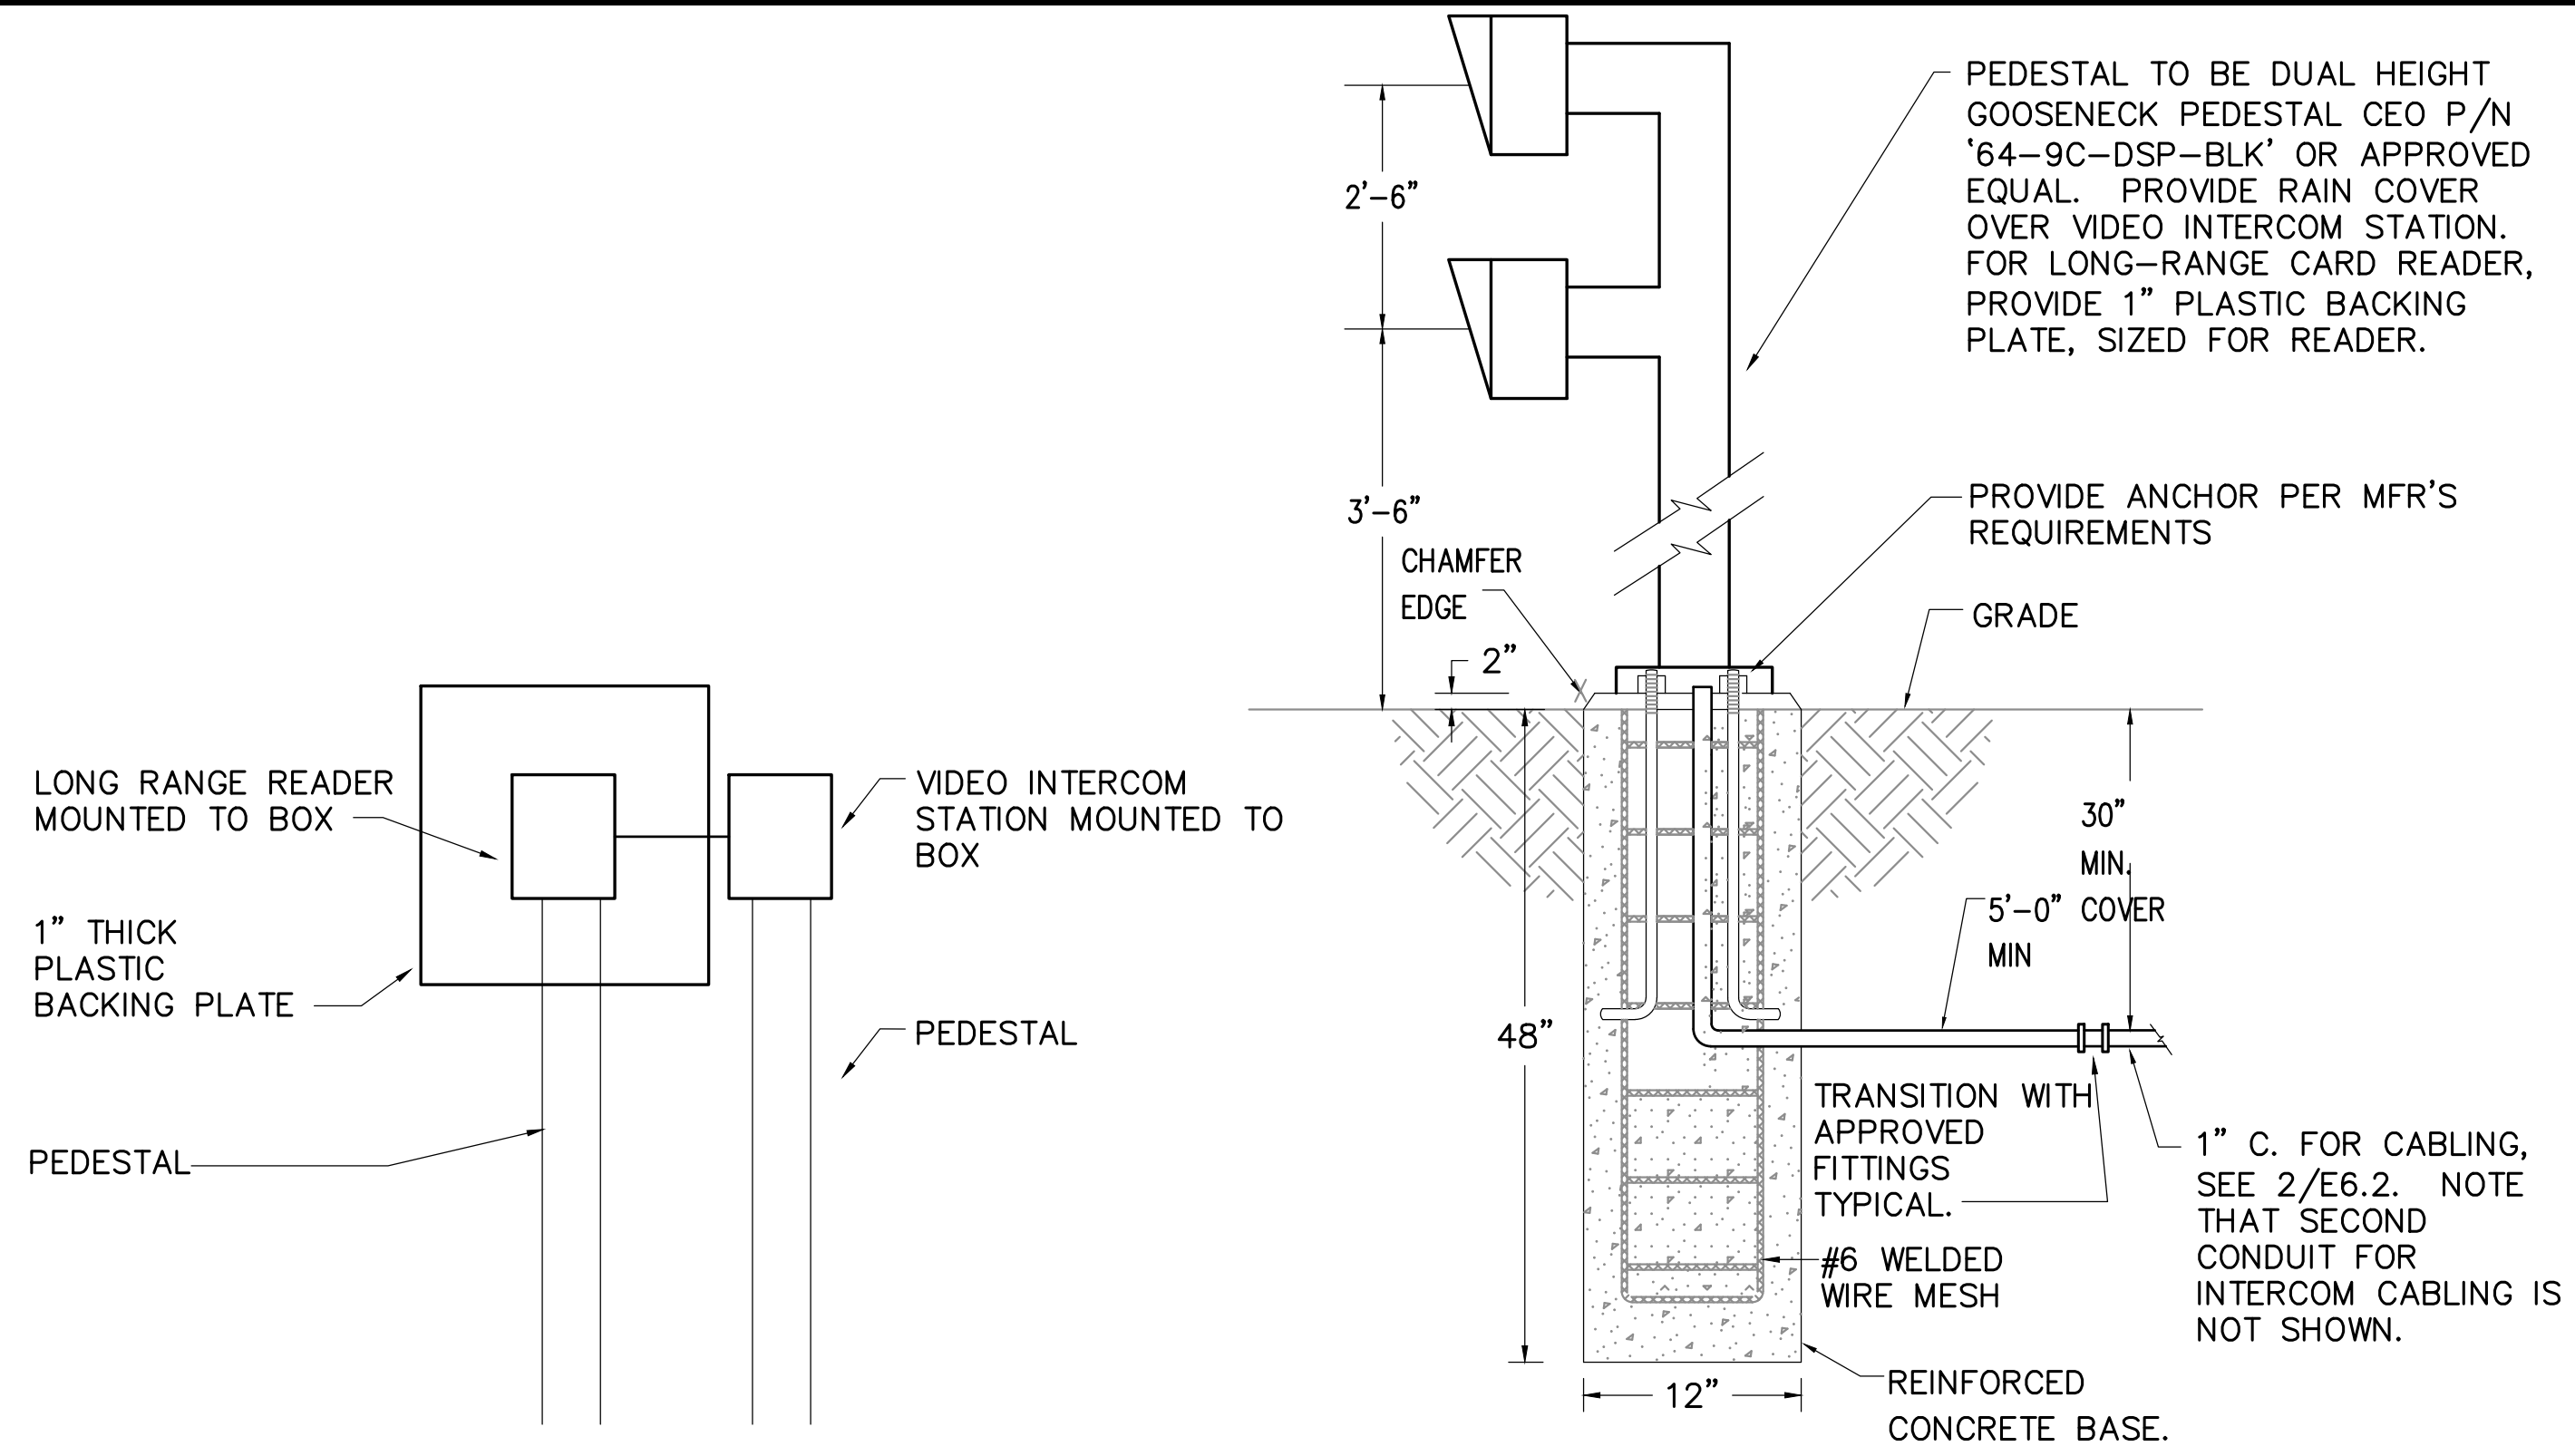 PEDESTAL TO BE DUAL HEIGHT
GOOSENECK PEDESTAL CEO P/N
‘64–9C–DSP–BLK’ OR APPROVED
EQUAL. PROVIDE RAIN COVER
OVER VIDEO INTERCOM STATION.
FOR LONG–RANGE CARD READER,
PROVIDE 1” PLASTIC BACKING
PLATE, SIZED FOR READER.
2’–6”
3’–6”
PROVIDE ANCHOR PER MFR’S
REQUIREMENTS
CHAMFER
EDGE
GRADE
2”
LONG RANGE READER
MOUNTED TO BOX
VIDEO INTERCOM
STATION MOUNTED TO
BOX
1” THICK
PLASTIC
BACKING PLATE
PEDESTAL
PEDESTAL
30”
MIN.
COVER
5’–0”
MIN
48”
TRANSITION WITH
APPROVED
FITTINGS
TYPICAL.
#6 WELDED
WIRE MESH
1” C. FOR CABLING,
SEE 2/E6.2. NOTE
THAT SECOND
CONDUIT FOR
INTERCOM CABLING IS
NOT SHOWN.
12”
REINFORCED
CONCRETE BASE.